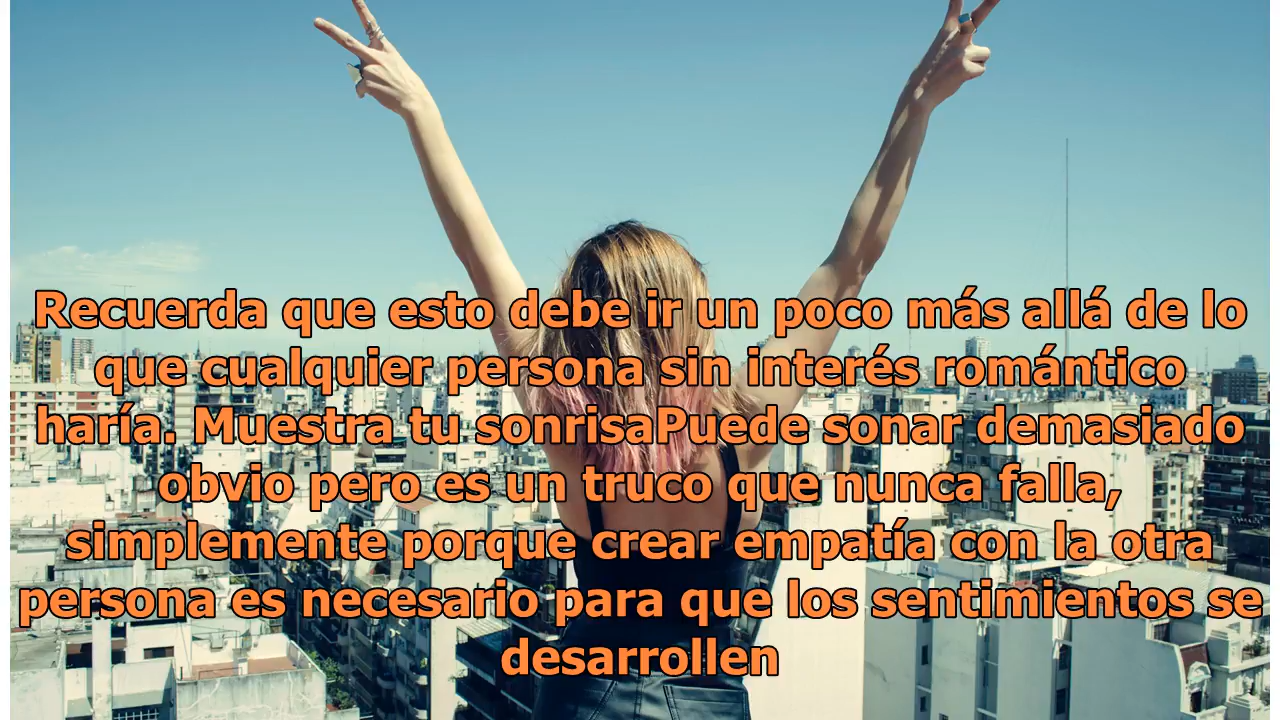 Recuerda que esto debe ir un poco más allá de lo
que cualquier persona sin interés romántico
haría. Muestra tu sonrisaPuede sonar demasiado
obvio pero es un truco que nunca falla,
simplemente porque crear empatía con la otra
persona es necesario para que los sentimientos se
desarrollen